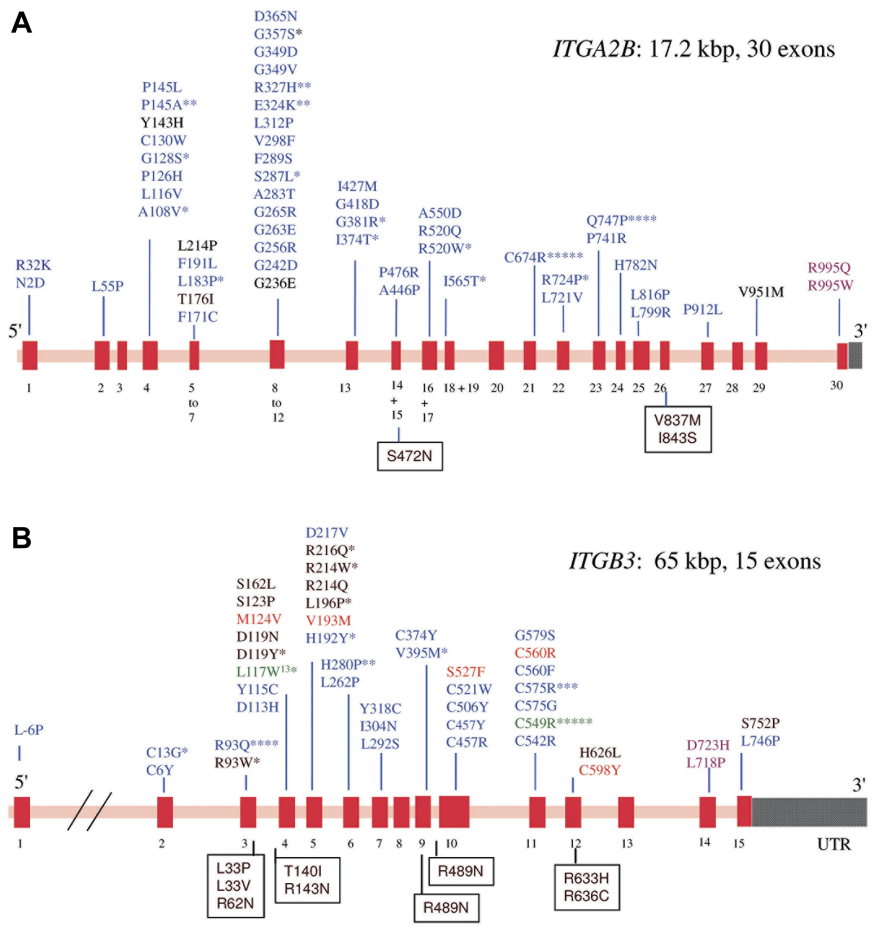 A
ITGA2B: 17.2 kbp, 30 exons
R32K
N2D
L55P
P145L
P145A**
Y143H
C130W
G128S*
P126H
L116V
A108V*
L214P
F191L
L183P*
T176I
F171C
D365N
G357S*
G349D
G349V
R327H**
E324K**
L312P
V298F
F289S
S287L*
A283T
G265R
G263E
G256R
G242D
G236E
I427M
G418D
G381R*
I374T*
P476R
A446P
A550D
R520Q
R520W*
I565T*
C674R*****
R724P*
L721V
Q747P****
P741R
H782N
L816P
L799R
P912L
V951M
R995Q
R995W
5'
3'
1
2
3
4
5
to
7
8
to
12
13
14
+
15
16
+
17
18+19
20
21
22
23
24
25
26
27
28
29
30
S472N
V837M
I843S
B
ITGB3: 65 kbp, 15 exons
L-6P
C13G*
C6Y
R93Q****
R93W*
S162L
S123P
M124V
D119N
D119Y*
L117W13*
Y115C
D113H
D217V
R216Q*
R214W*
R214Q
L196P*
V193M
H192Y*
H280P**
L262P
Y318C
I304N
L292S
C374Y
V395M*
S527F
C521W
C506Y
C457Y
C457R
G579S
C560R
C560F
C575R***
C575G
C549R*****
C542R
H626L
C598Y
D723H
L718P
S752P
L746P
5'
3'
1
2
3
4
5
6
7
8
9
10
11
12
13
14
15
UTR
L33P
L33V
R62N
T140I
R143N
R489N
R489N
R633H
R636C